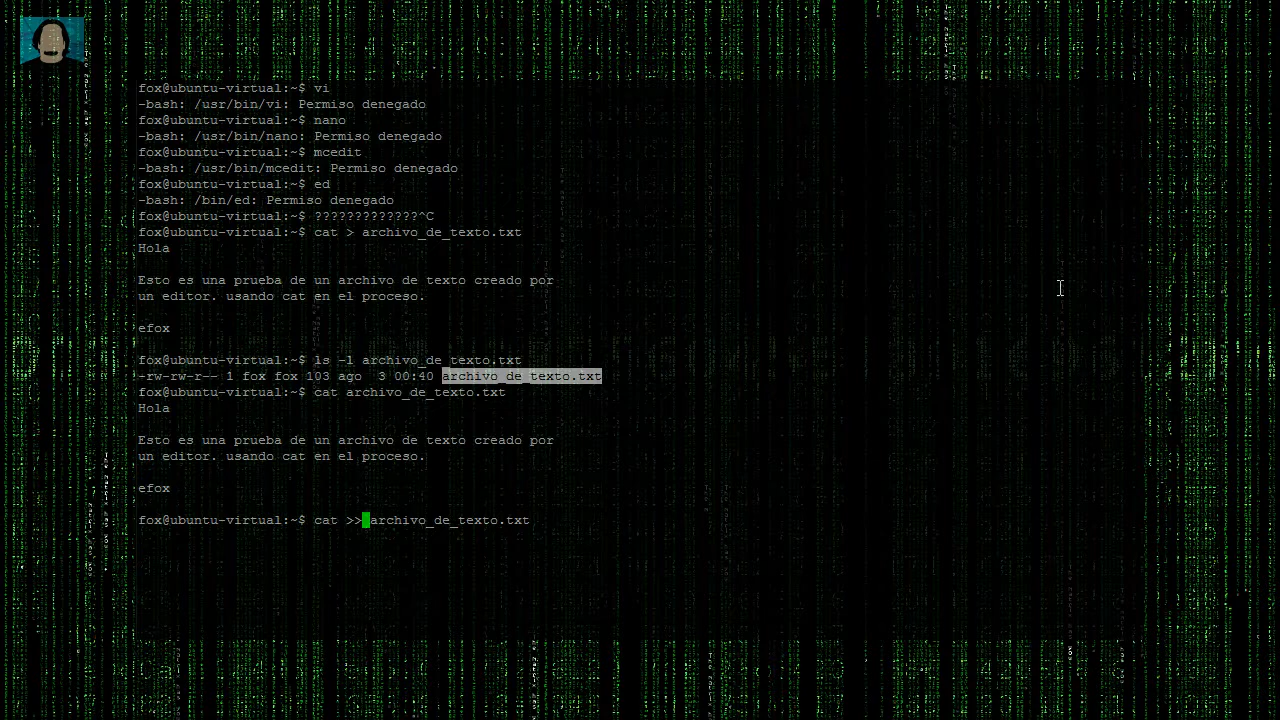 fox@ubuntu-virtual:~$ vi
-bash: /usr/bin/vi: Permiso denegado
fox@ubuntu-virtual:~$ nano
-bash: /usr/bin/nano: Permiso denegado
fox@ubuntu-virtual:~$ mcedit
-bash: /usr/bin/mcedit: Permiso denegado
fox@ubuntu-virtual:~$ ed
-bash: /bin/ed: Permiso denegado
fox@ubuntu-virtual:~$ ?????????????^C
fox@ubuntu-virtual:~$ cat > archivo_de_texto.txt
Hola
Esto es una prueba de un archivo de texto creado por
un editor. usando cat en el proceso.
efox
fox@ubuntu-virtual:~$ ls -l archivo_de_texto.txt
-rw-rw-r-- 1 fox fox 103 ago  3 00:40 archivo_de_texto.txt
fox@ubuntu-virtual:~$ cat archivo_de_texto.txt
Hola
Esto es una prueba de un archivo de texto creado por
un editor. usando cat en el proceso.
efox
fox@ubuntu-virtual:~$ cat >> archivo_de_texto.txt